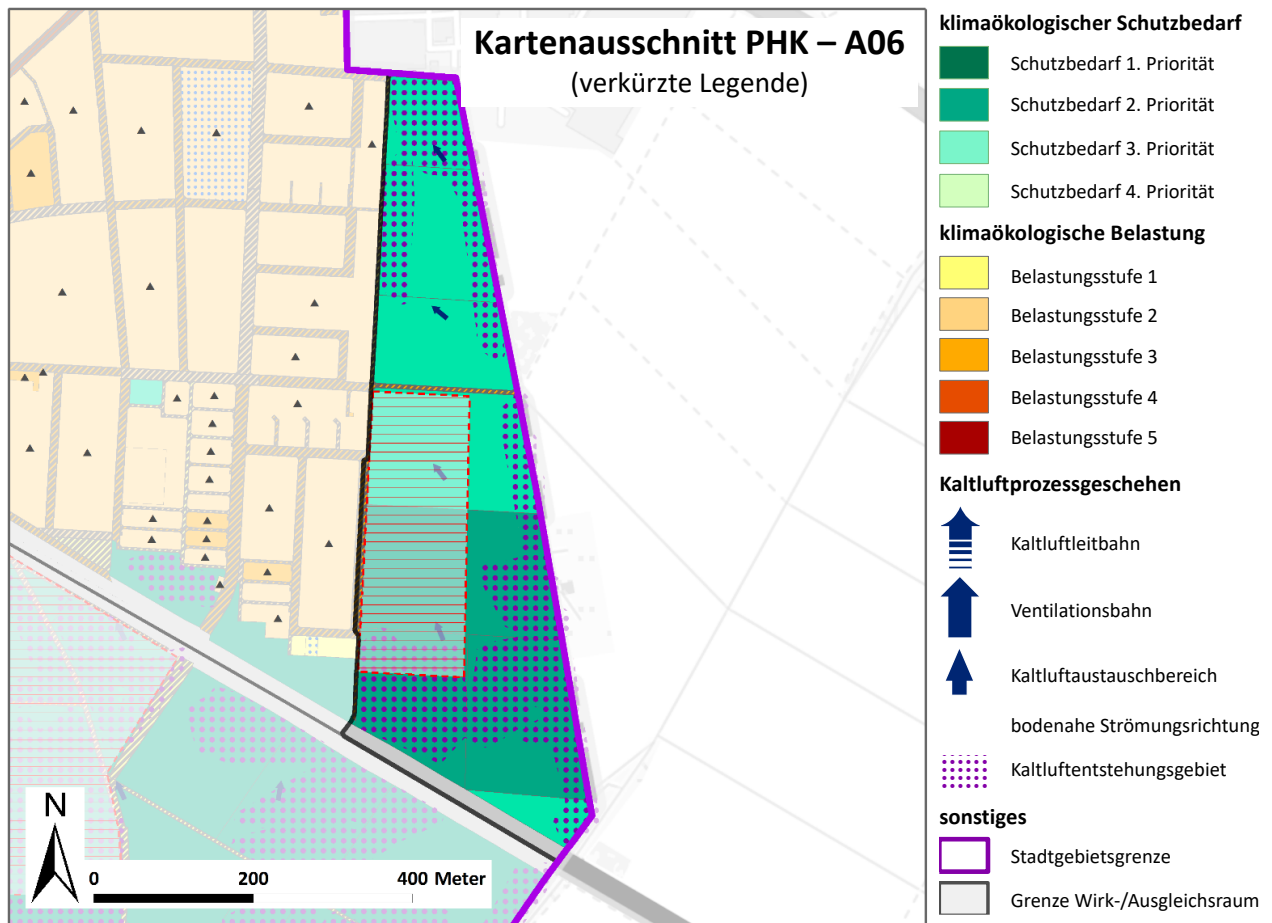 Kartenausschnitt PHK – A06
(verkürzte Legende)
klimaökologischer Schutzbedarf
Schutzbedarf 1. Priorität
Schutzbedarf 2. Priorität
Schutzbedarf 3. Priorität
Schutzbedarf 4. Priorität
klimaökologische Belastung
Belastungsstufe 1
Belastungsstufe 2
Belastungsstufe 3
Belastungsstufe 4
Belastungsstufe 5
Kaltluftprozessgeschehen
Kaltluftleitbahn
Ventilationsbahn
Kaltluftaustauschbereich
bodenahe Strömungsrichtung
Kaltluftentstehungsgebiet
sonstiges
Stadtgebietsgrenze
Grenze Wirk-/Ausgleichsraum
N
0 200 400 Meter